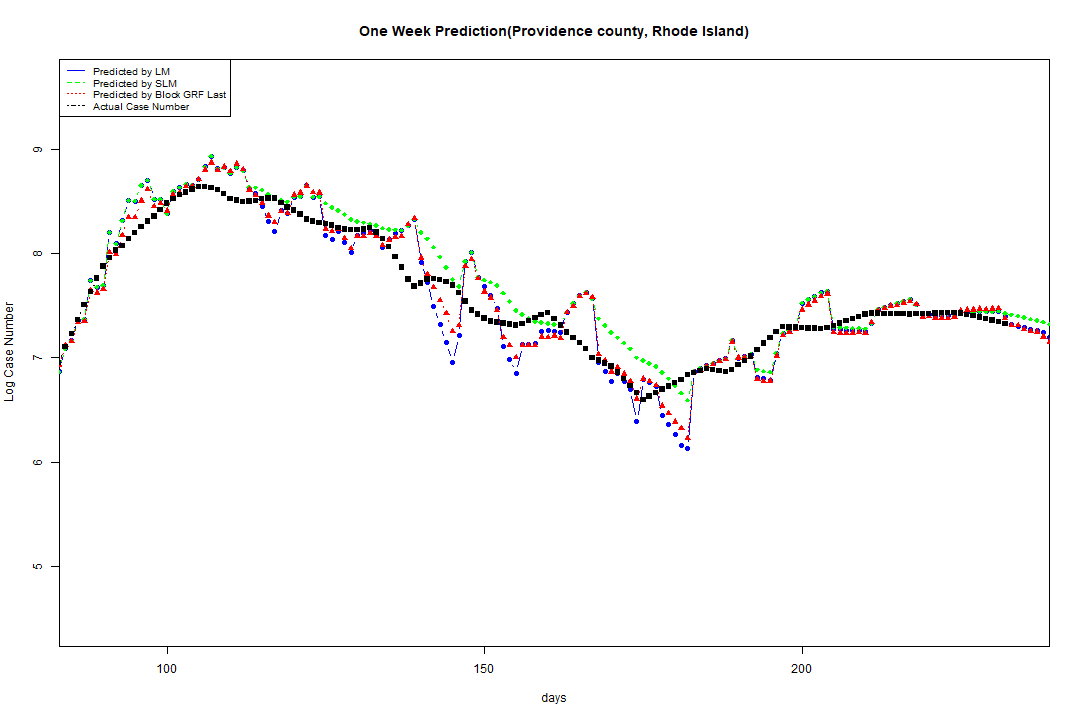 One Week Prediction(Providence county, Rhode Island)
Predicted by LM
Predicted by SLM
Predicted by Block GRF Last
Actual Case Number
9
8
7
6
5
Log Case Number
100 150 200
days